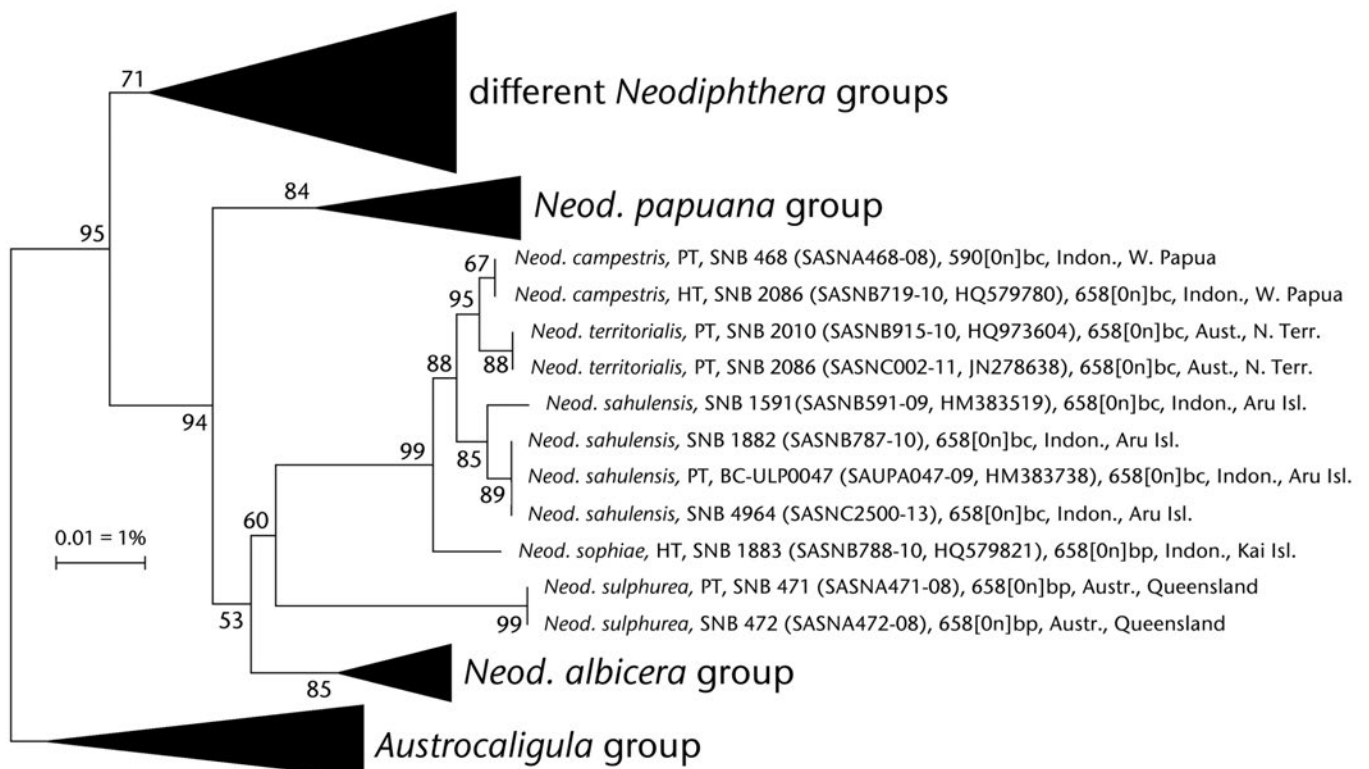 71
different Neodiphthera groups
84
Neod. papuana group
95
67
Neod. campestris, PT, SNB 468 (SASNA468-08), 590[0n]bc, Indon., W. Papua
Neod. campestris, HT, SNB 2086 (SASNB719-10, HQ579780), 658[0n]bc, Indon., W. Papua
95
Neod. territorialis, PT, SNB 2010 (SASNB915-10, HQ973604), 658[0n]bc, Aust., N. Terr.
88
88
Neod. territorialis, PT, SNB 2086 (SASNC002-11, JN278638), 658[0n]bc, Aust., N. Terr.
Neod. sahulensis, SNB 1591(SASNB591-09, HM383519), 658[0n]bc, Indon., Aru Isl.
94
Neod. sahulensis, SNB 1882 (SASNB787-10), 658[0n]bc, Indon., Aru Isl.
99
85
Neod. sahulensis, PT, BC-ULP0047 (SAUPA047-09, HM383738), 658[0n]bc, Indon., Aru Isl.
89
Neod. sahulensis, SNB 4964 (SASNC2500-13), 658[0n]bc, Indon., Aru Isl.
60
0.01 = 1%
Neod. sophiae, HT, SNB 1883 (SASNB788-10, HQ579821), 658[0n]bp, Indon., Kai Isl.
Neod. sulphurea, PT, SNB 471 (SASNA471-08), 658[0n]bp, Austr., Queensland
53
99
Neod. sulphurea, SNB 472 (SASNA472-08), 658[0n]bp, Austr., Queensland
85
Neod. albicera group
Austrocaligula group